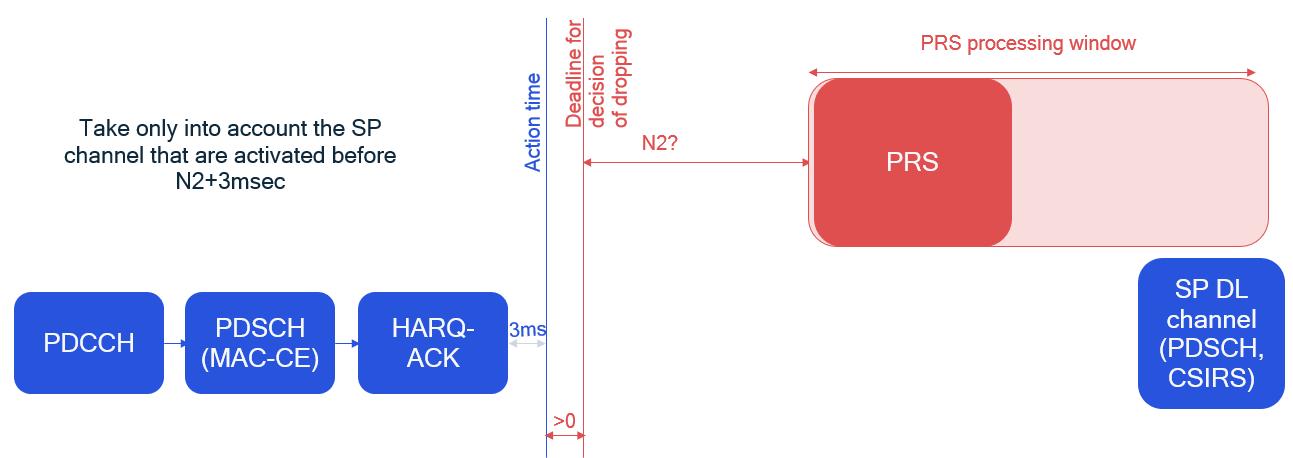 PRS processing window
Deadline for
decision
of dropping
Action time
Take only into account the SP
channel that are activated before
N2+3msec
N2?
PRS
PDCCH
PDSCH
(MAC-CE)
HARQ-
ACK
3ms
SP DL
channel
(PDSCH,
CSIRS)
>0